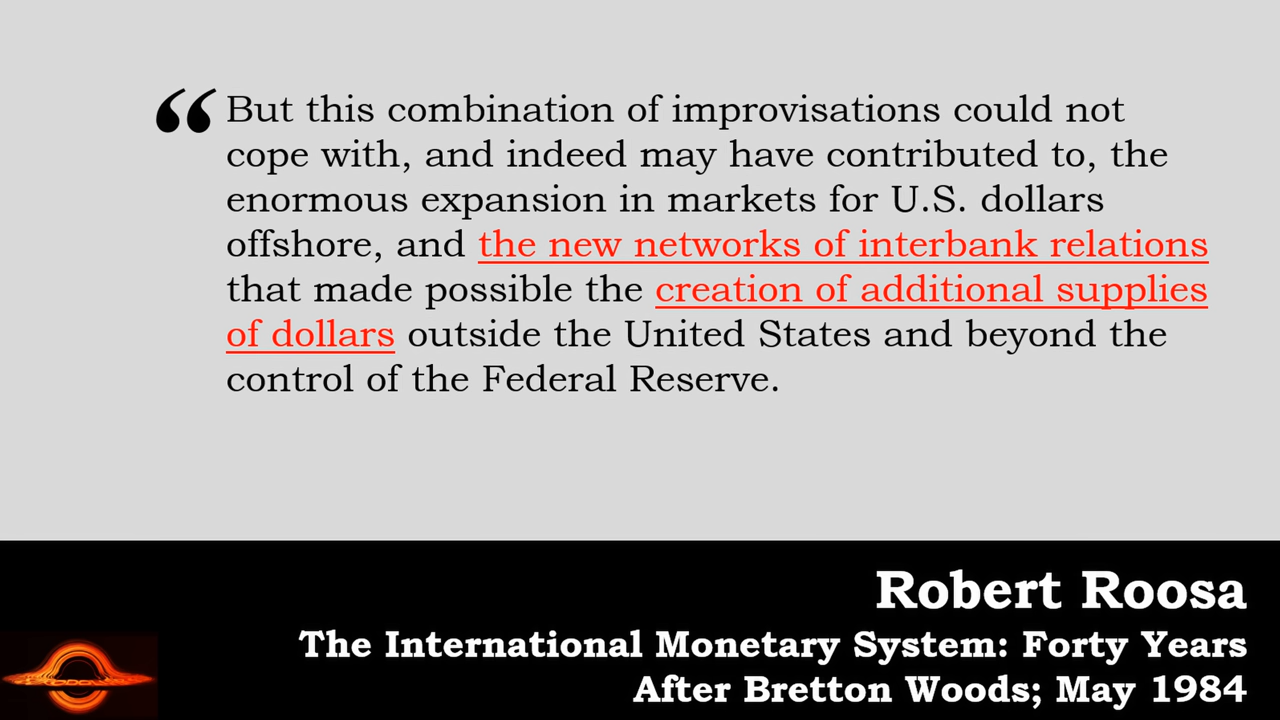 “But this combination of improvisations could not
cope with, and indeed may have contributed to, the
enormous expansion in markets for U.S. dollars
offshore, and the new networks of interbank relations
that made possible the creation of additional supplies
of dollars outside the United States and beyond the
control of the Federal Reserve.
Robert Roosa
The International Monetary System: Forty Years
After Bretton Woods; May 1984